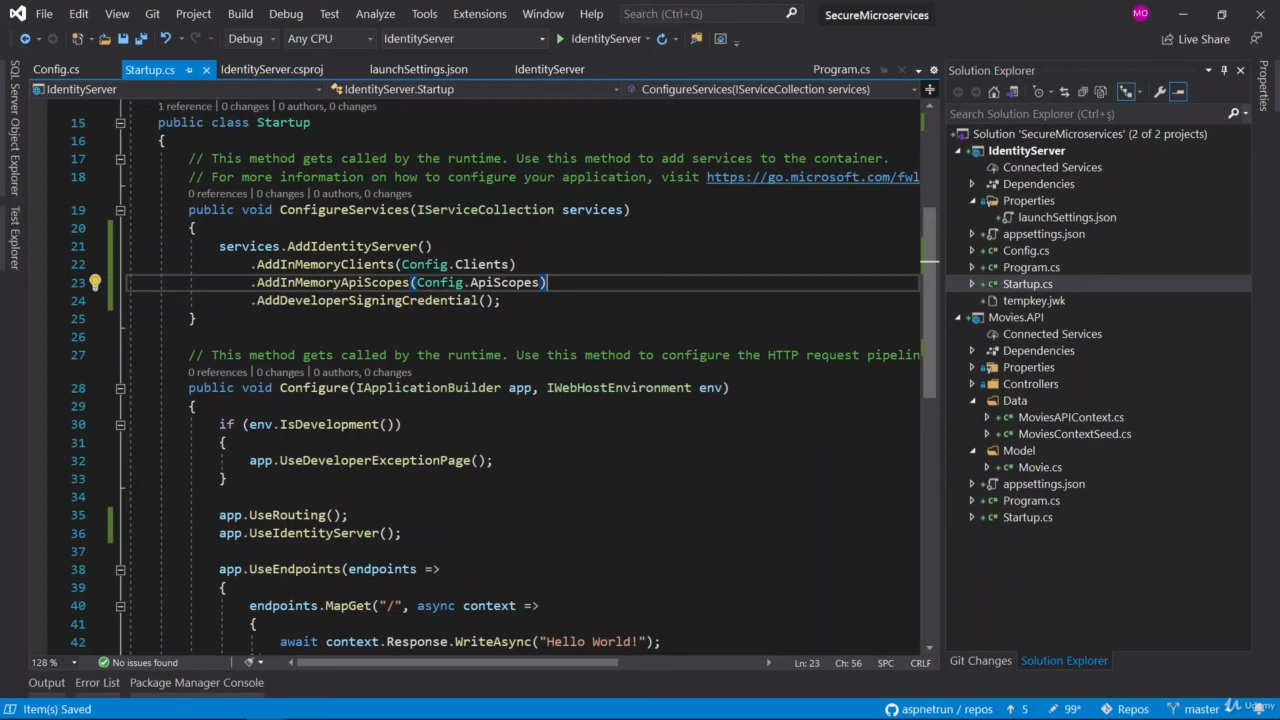 File Edit View Git Project Build Debug Test Analyze Tools Extensions Window Help Search (Ctrl+Q) SecureMicroservices MO
Debug Any CPU IdentityServer IdentityServer Live Share
Config.cs Startup.cs IdentityServer.csproj launchSettings.json IdentityServer Program.cs
IdentityServer IdentityServer.Startup ConfigureServices(IServiceCollection services)
1 reference | 0 changes | 0 authors, 0 changes
15 public class Startup
16 {
17 // This method gets called by the runtime. Use this method to add services to the container.
18 // For more information on how to configure your application, visit https://go.microsoft.com/fwl
0 references | 0 changes | 0 authors, 0 changes
19 public void ConfigureServices(IServiceCollection services)
20 {
21 services.AddIdentityServer()
22 .AddInMemoryClients(Config.Clients)
23 .AddInMemoryApiScopes(Config.ApiScopes)
24 .AddDeveloperSigningCredential();
25 }
26
27 // This method gets called by the runtime. Use this method to configure the HTTP request pipelin
0 references | 0 changes | 0 authors, 0 changes
28 public void Configure(IApplicationBuilder app, IWebHostEnvironment env)
29 {
30 if (env.IsDevelopment())
31 {
32 app.UseDeveloperExceptionPage();
33 }
34
35 app.UseRouting();
36 app.UseIdentityServer();
37
38 app.UseEndpoints(endpoints =>
39 {
40 endpoints.MapGet("/", async context =>
41 {
42 await context.Response.WriteAsync("Hello World!");
128 % No issues found Ln: 23 Ch: 56 SPC CRLF
Output Error List Package Manager Console
SQL Server Object Explorer
Test Explorer
Solution Explorer
Search Solution Explorer (Ctrl+ş)
Solution 'SecureMicroservices' (2 of 2 projects)
IdentityServer
Connected Services
Dependencies
Properties
launchSettings.json
appsettings.json
Config.cs
Program.cs
Startup.cs
tempkey.jwk
Movies.API
Connected Services
Dependencies
Properties
Controllers
Data
MoviesAPIContext.cs
MoviesContextSeed.cs
Model
Movie.cs
appsettings.json
Program.cs
Startup.cs
Git Changes Solution Explorer
Properties
Item(s) Saved aspnetrun / repos 5 99* Repos master Udemy